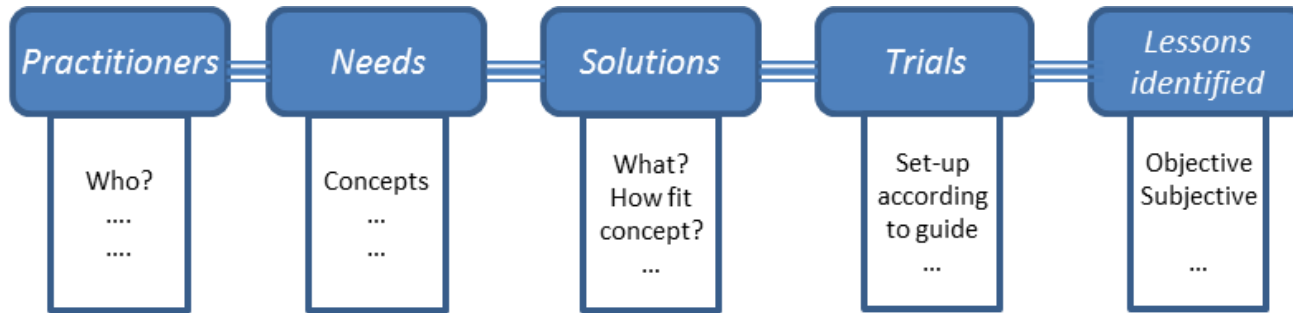 Practitioners
Needs
Solutions
Trials
Lessons
identified
Who?
....
....
Concepts
...
...
What?
How fit
concept?
...
Set-up
according
to guide
...
Objective
Subjective
...